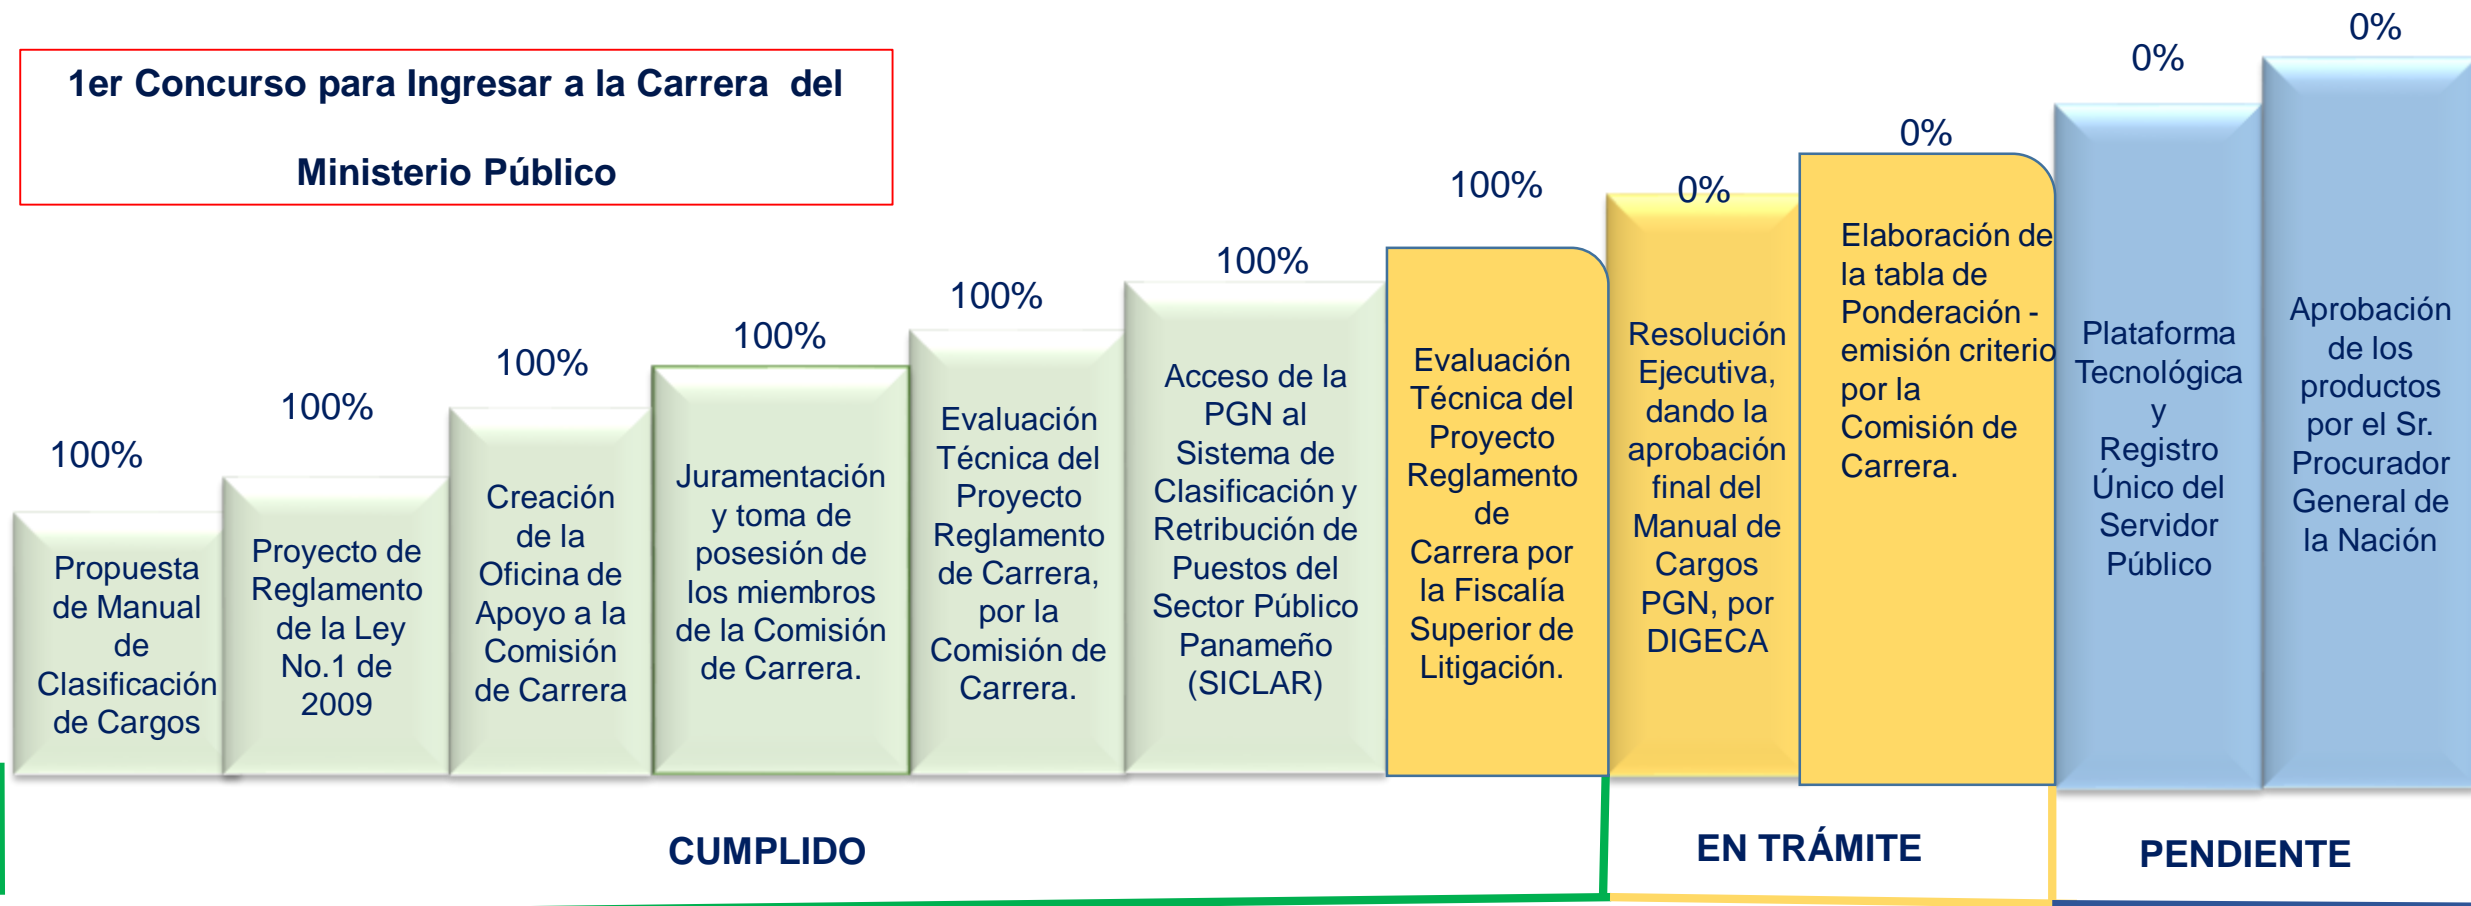 1er Concurso para Ingresar a la Carrera del
Ministerio Público
100%
Propuesta
de Manual
de
Clasificación
de Cargos
100%
Proyecto de
Reglamento
de la Ley
No.1 de
2009
100%
Creación
de la
Oficina de
Apoyo a la
Comisión
de Carrera
100%
Juramentación
y toma de
posesión de
los miembros
de la Comisión
de Carrera.
100%
Evaluación
Técnica del
Proyecto
Reglamento
de Carrera,
por la
Comisión de
Carrera.
100%
Acceso de la
PGN al
Sistema de
Clasificación y
Retribución de
Puestos del
Sector Público
Panameño
(SICLAR)
100%
Evaluación
Técnica del
Proyecto
Reglamento
de
Carrera por
la Fiscalía
Superior de
Litigación.
0%
Resolución
Ejecutiva,
dando la
aprobación
final del
Manual de
Cargos
PGN, por
DIGECA
0%
Elaboración de
la tabla de
Ponderación -
emisión criterio
por la
Comisión de
Carrera.
0%
Plataforma
Tecnológica
y
Registro
Único del
Servidor
Público
0%
Aprobación
de los
productos
por el Sr.
Procurador
General de
la Nación
CUMPLIDO
EN TRÁMITE
PENDIENTE